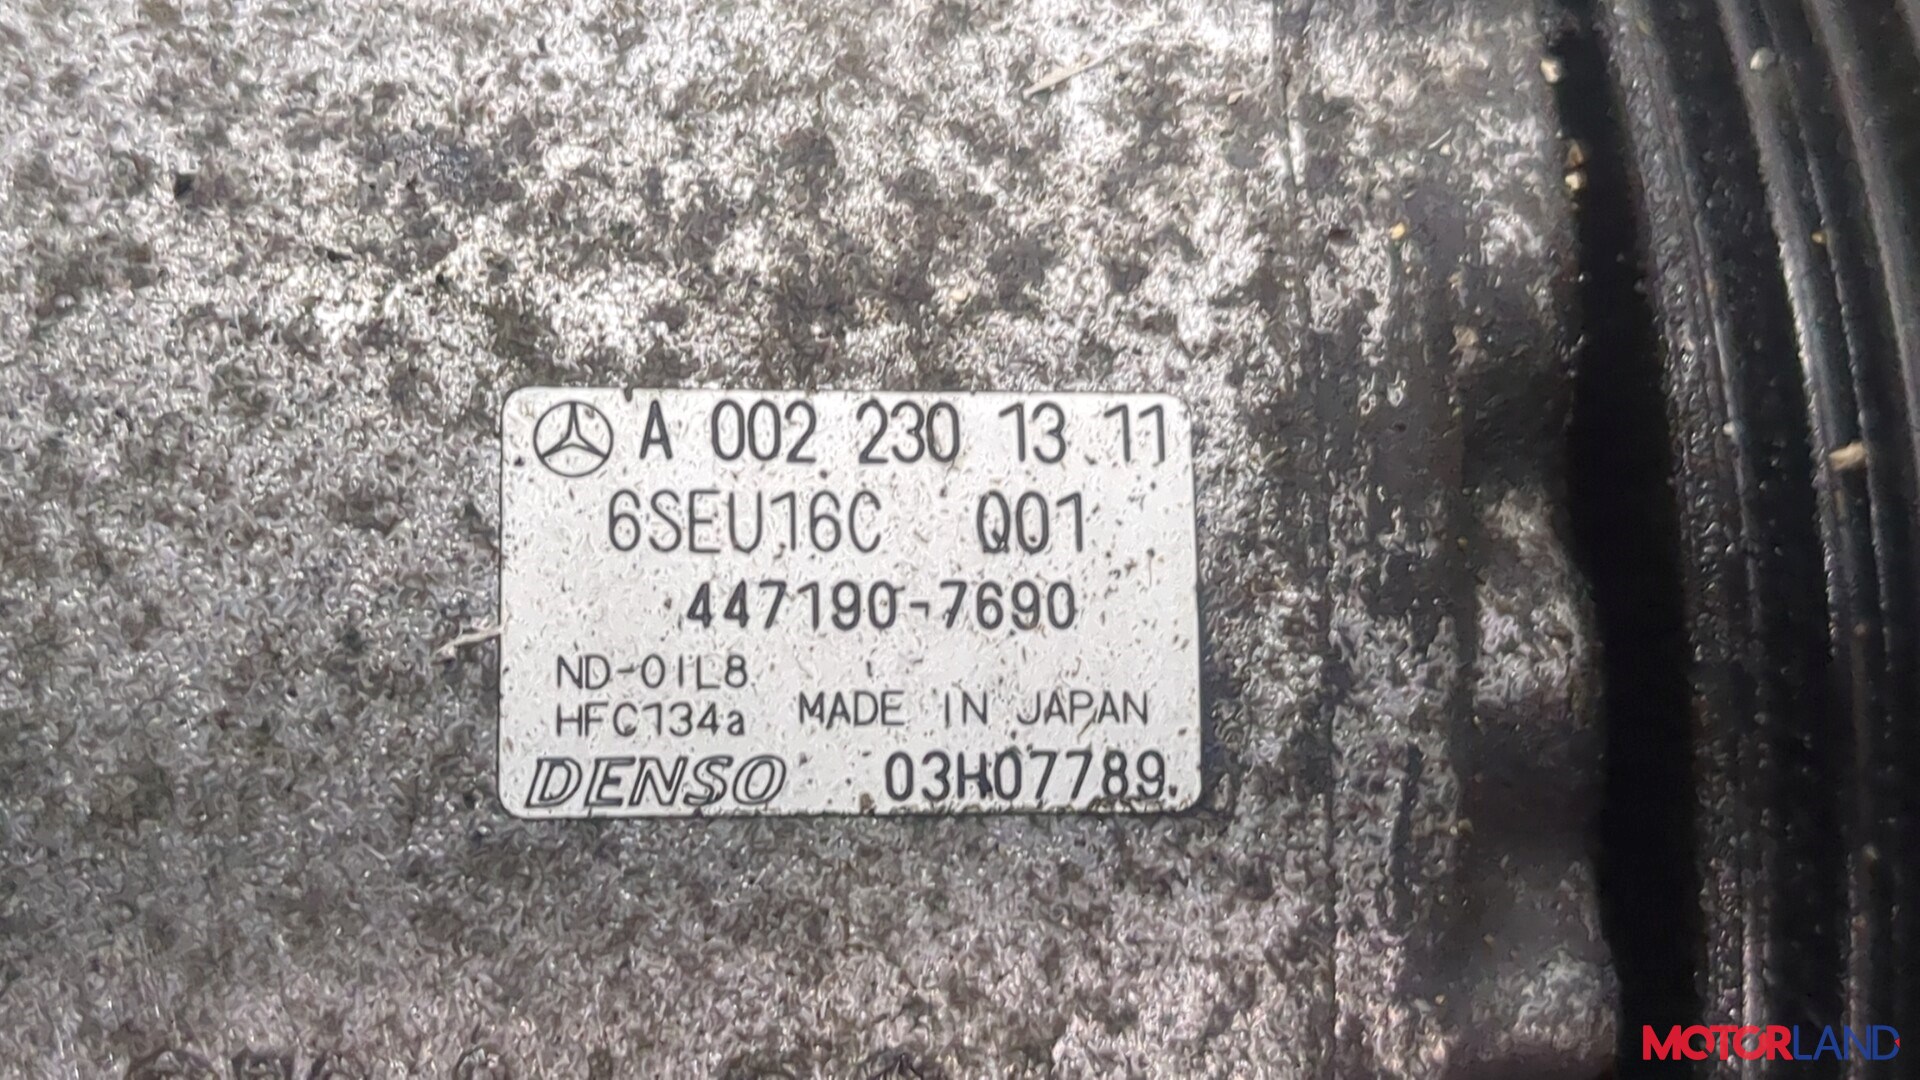 A 002 230 13 11
6SEU16C Q01
447190-7690
ND-OIL8
HFC134a MADE IN JAPAN
DENSO 03H07789
MOTORLAND